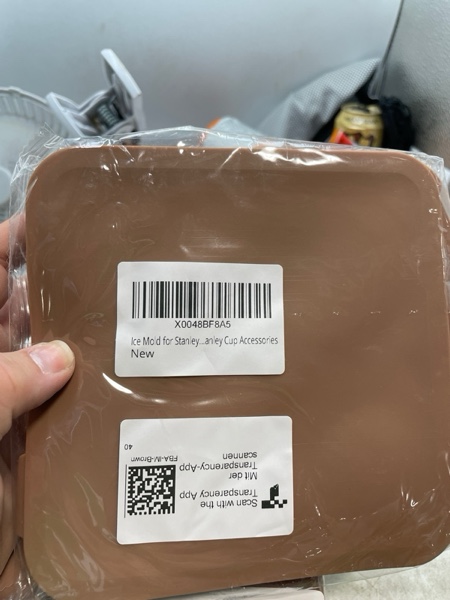 X0048BF8A5
Ice Mold for Stanley...anley Cup Accessories
New
Scan with the
Transparency App
Mit der
Transparency-App
scannen
FBA-IM-Brown
40